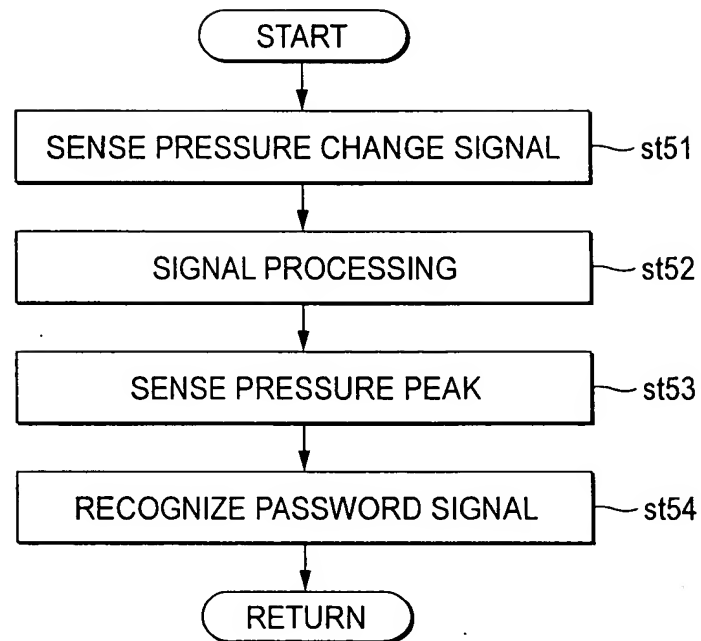 START
SENSE PRESSURE CHANGE SIGNAL st51
SIGNAL PROCESSING st52
SENSE PRESSURE PEAK st53
RECOGNIZE PASSWORD SIGNAL st54
RETURN